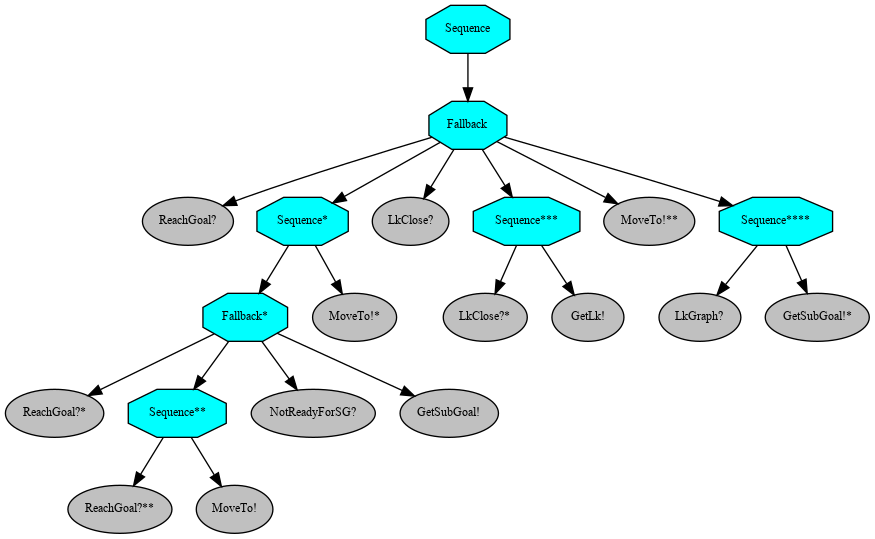 Sequence
Fallback
ReachGoal?
Sequence*
LkClose?
Sequence***
MoveTo!**
Sequence****
Fallback*
MoveTo!*
LkClose?*
GetLk!
LkGraph?
GetSubGoal!*
ReachGoal?*
Sequence**
NotReadyForSG?
GetSubGoal!
ReachGoal?**
MoveTo!